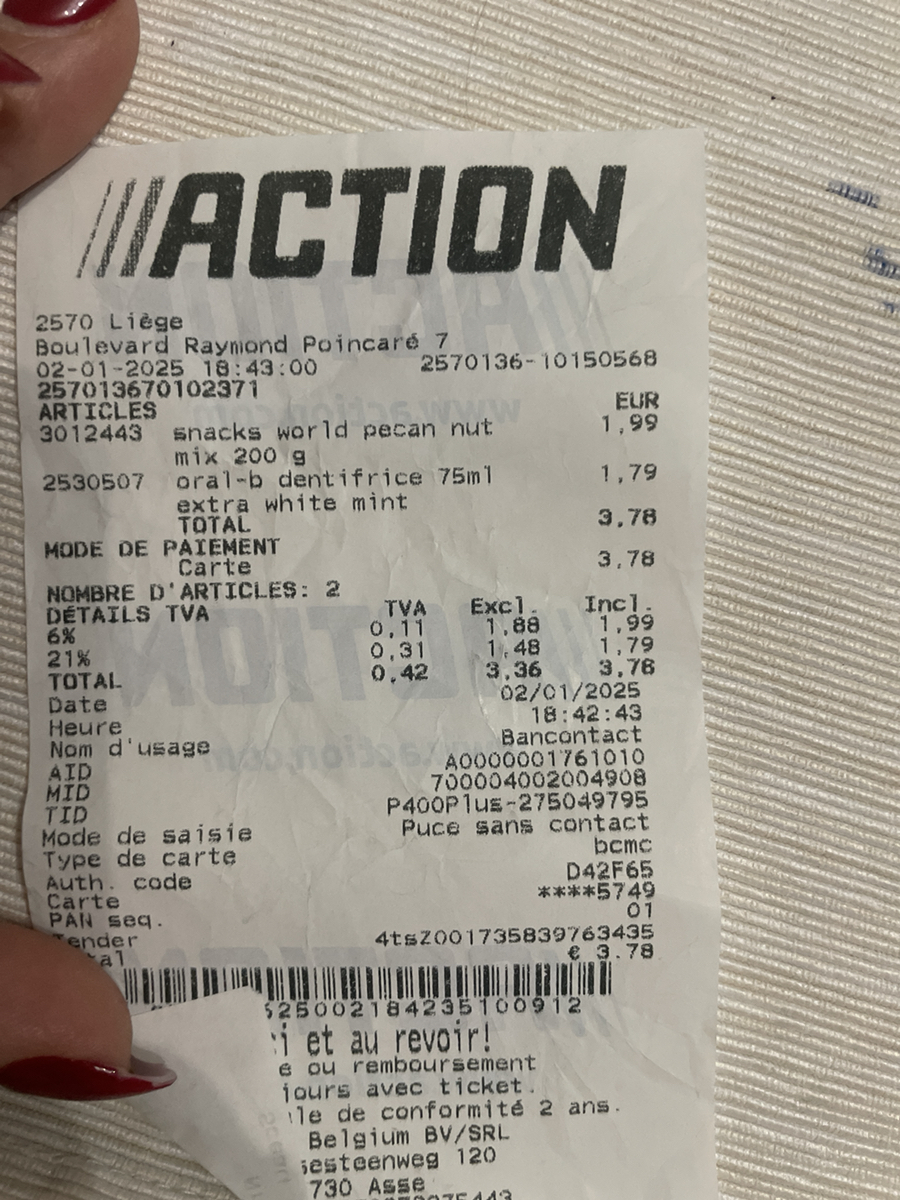 ACTION
2570 Liège
Boulevard Raymond Poincaré 7
02-01-2025 18:43:00 2570136-10150568
257013670102371
ARTICLES EUR
3012443 snacks world pecan nut 1,99
mix 200 g
2530507 oral-b dentifrice 75ml 1,79
extra white mint
TOTAL 3,78
MODE DE PAIEMENT
Carte 3,78
NOMBRE D'ARTICLES: 2
DÉTAILS TVA TVA Excl. Incl.
6% 0,11 1,88 1,99
21% 0,31 1,48 1,79
TOTAL 0,42 3,36 3,78
Date 02/01/2025
Heure 18:42:43
Nom d'usage Bancontact
AID A0000001761010
MID 700004002004908
TID P400Plus-275049795
Mode de saisie Puce sans contact
Type de carte bcmc
Auth. code D42F65
Carte ****5749
PAN seq. 01
Tender 4tsZ001735839763435
€ 3.78
6250021842351​00912
et au revoir!
e ou remboursement
jours avec ticket.
de conformité 2 ans.
Belgium BV/SRL
120
730 Asse